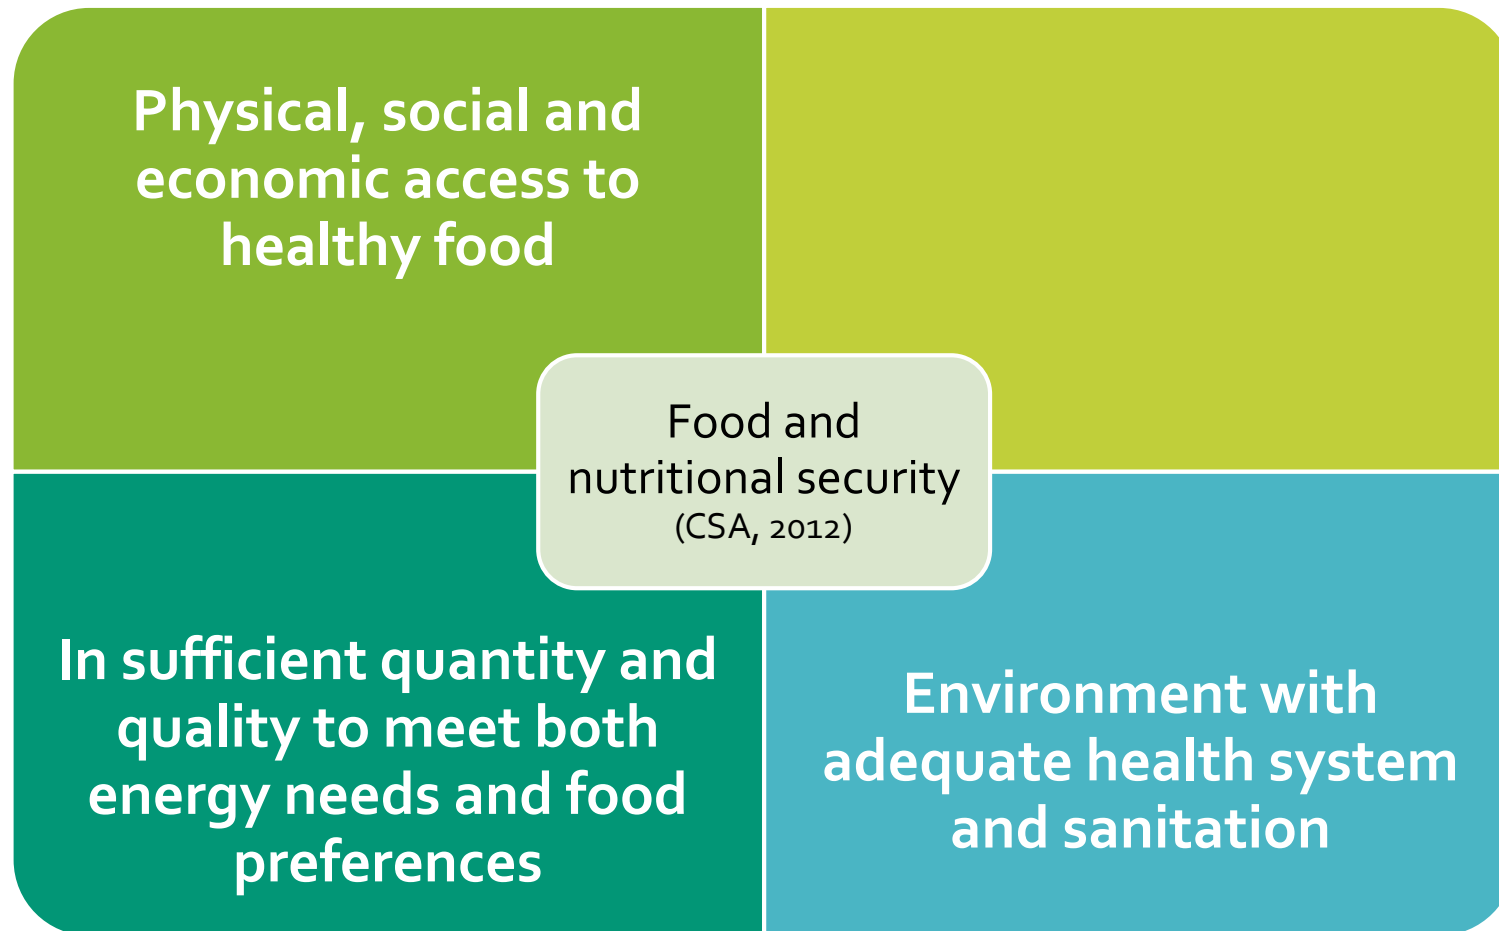 Physical, social and
economic access to
healthy food
Food and
nutritional security
(CSA, 2012)
In sufficient quantity and
quality to meet both
energy needs and food
preferences
Environment with
adequate health system
and sanitation